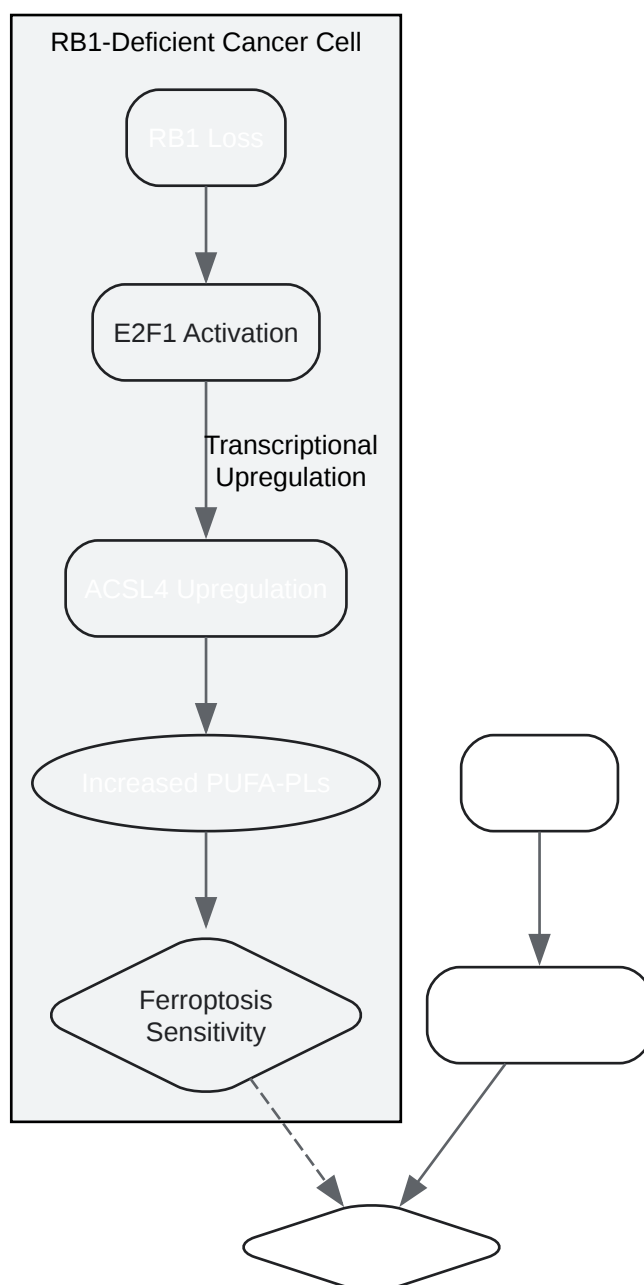 RB1-Deficient Cancer Cell
RB1 Loss
E2F1 Activation
Transcriptional
Upregulation
ACSL4 Upregulation
Increased PUFA-PLs
Ferroptosis
Sensitivity